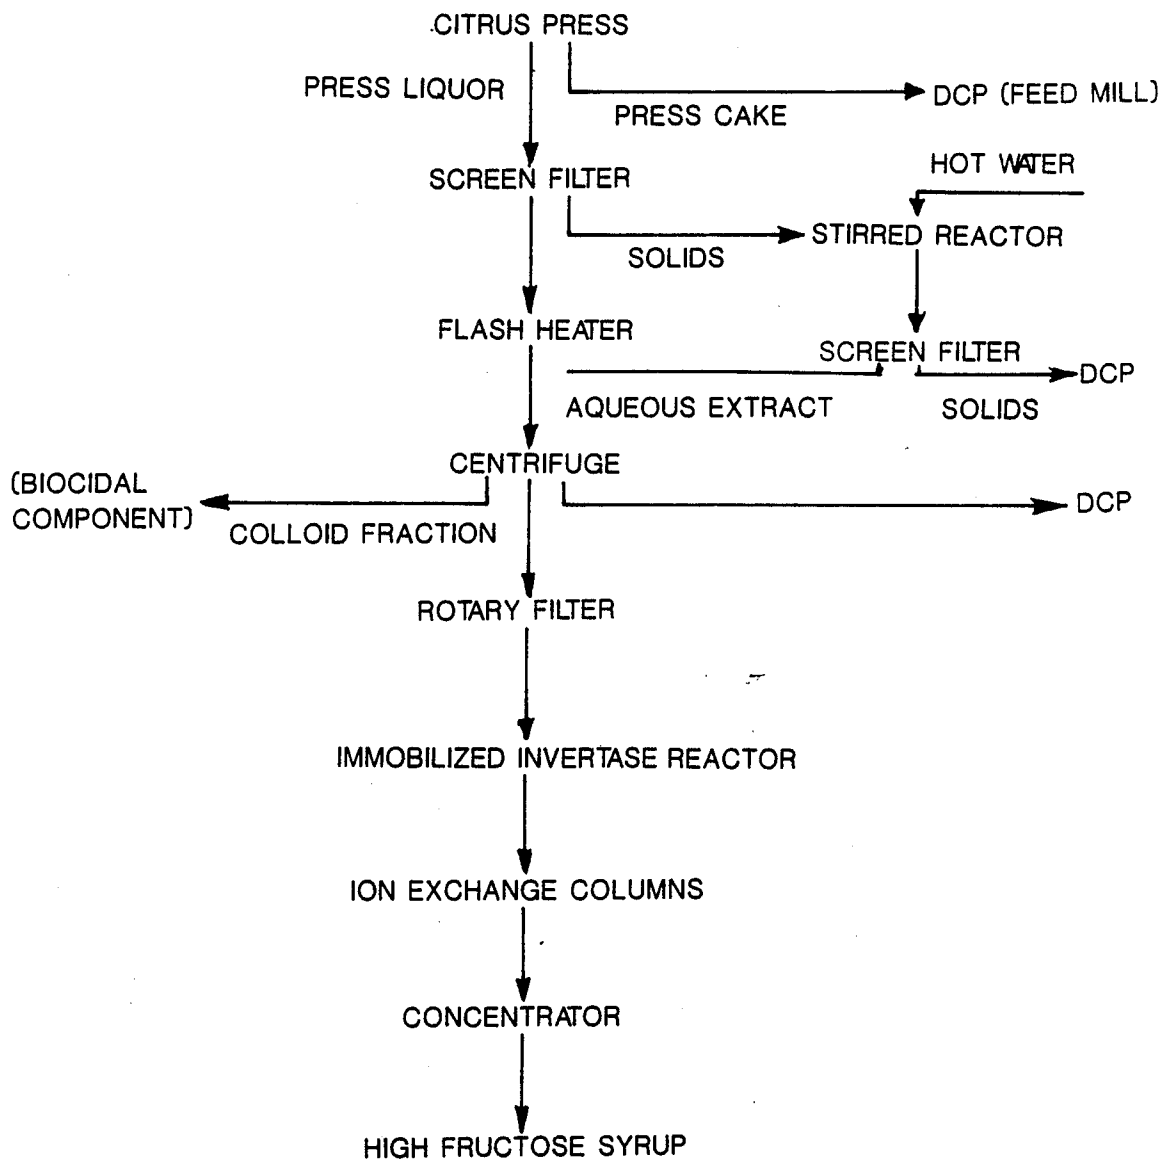 CITRUS PRESS
PRESS LIQUOR
DCP (FEED MILL)
PRESS CAKE
HOT WATER
SCREEN FILTER
STIRRED REACTOR
SOLIDS
FLASH HEATER
SCREEN FILTER
DCP
AQUEOUS EXTRACT
SOLIDS
CENTRIFUGE
(BIOCIDAL
COMPONENT)
DCP
COLLOID FRACTION
ROTARY FILTER
IMMOBILIZED INVERTASE REACTOR
ION EXCHANGE COLUMNS
CONCENTRATOR
HIGH FRUCTOSE SYRUP